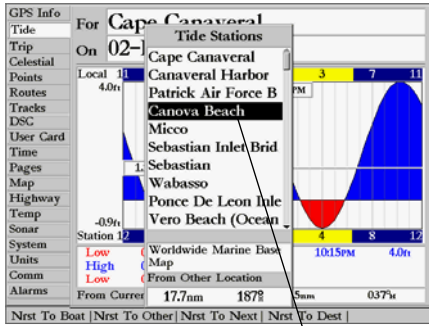 GPS Info
Tide
Trip
Celestial
Points
Routes
Tracks
DSC
User Card
Time
Pages
Map
Highway
Temp
Sonar
System
Units
Comm
Alarms
For Cape Canaveral
On 02-
Tide Stations
Cape Canaveral
Canaveral Harbor
Patrick Air Force B
Canova Beach
Micco
Sebastian Inlet Brid
Sebastian
Wabasso
Ponce De Leon Inle
Vero Beach (Ocean
Worldwide Marine Base
Map
From Other Location
17.7nm 187°
Local 11 3 7 11
4.0ft
PM
1.
-0.9ft
Station 12 4 8 12
Low 10:15PM 4.0ft
High
Low
From Curre 5nm 037°M
Nrst To Boat | Nrst To Other | Nrst To Next | Nrst To Dest |